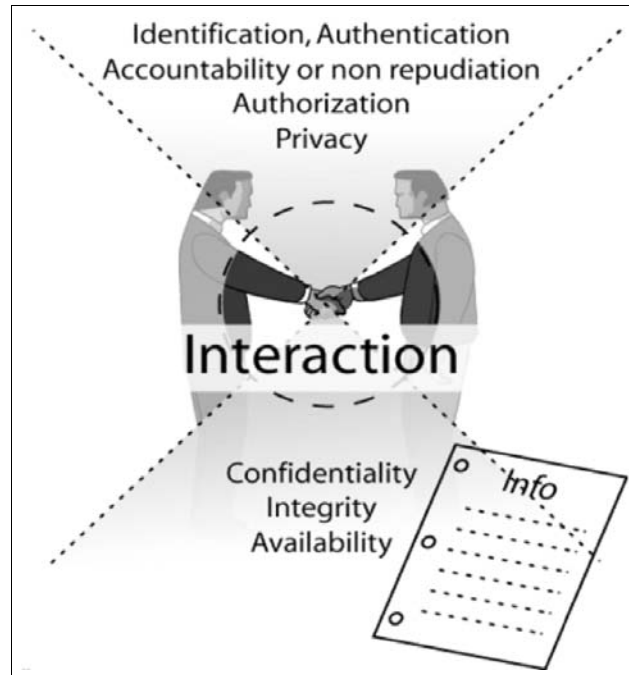 Identification, Authentication
Accountability or non repudiation
Authorization
Privacy
Interaction
Confidentiality
Integrity
Availability
Info